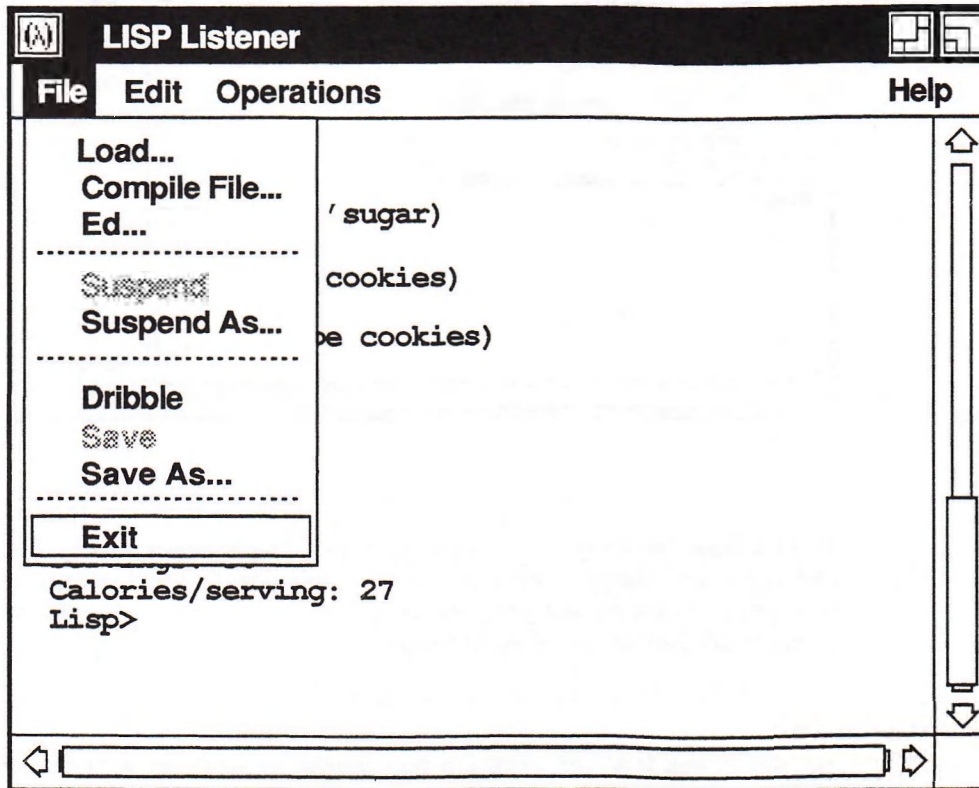 (λ) LISP Listener
File Edit Operations Help
Load...
Compile File...
Ed...
'sugar)
Suspend
cookies)
Suspend As...
pe cookies)
Dribble
Save
Save As...
Exit
Calories/serving: 27
Lisp>